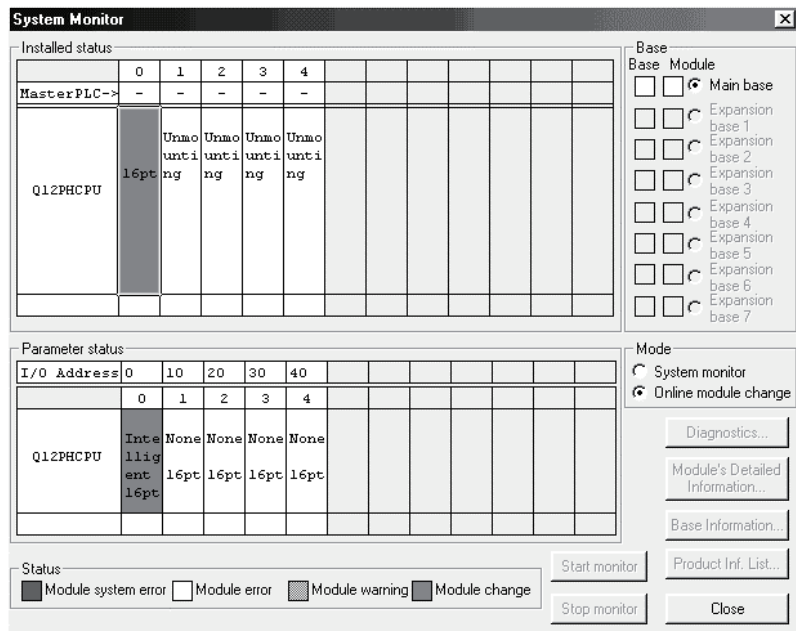 System Monitor
Installed status
0 1 2 3 4
MasterPLC-> - - - - -
Q12PHCPU
16pt
Unmo Unmo Unmo Unmo
unti unti unti unti
ng ng ng ng
Base
Base Module
Main base
Expansion
base 1
Expansion
base 2
Expansion
base 3
Expansion
base 4
Expansion
base 5
Expansion
base 6
Expansion
base 7
Parameter status
I/O Address 0 10 20 30 40
0 1 2 3 4
Q12PHCPU
Inte
llig
ent
16pt
None None None None
16pt 16pt 16pt 16pt
Mode
System monitor
Online module change
Diagnostics...
Module's Detailed
Information...
Base Information...
Product Inf. List...
Close
Start monitor
Stop monitor
Status
Module system error Module error Module warning Module change